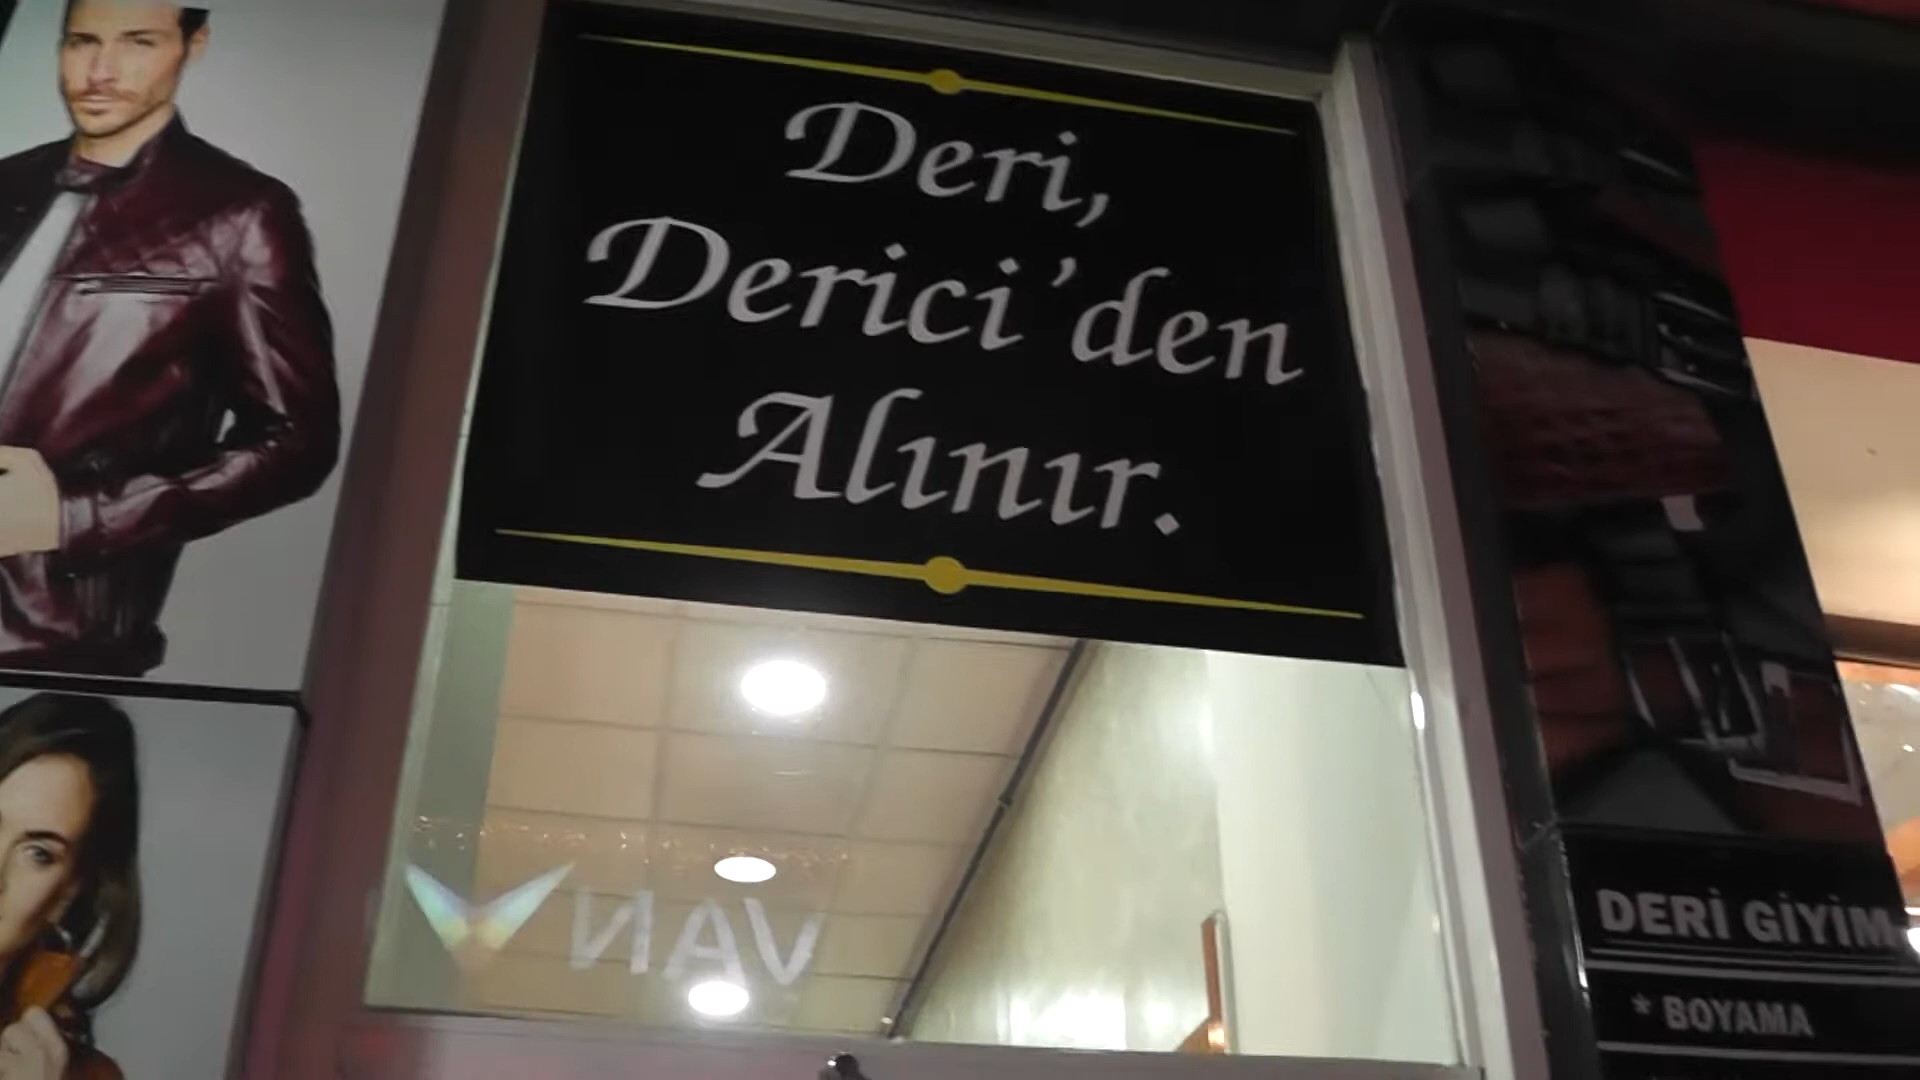 Deri,
Derici'den
Alınır.
VAN
DERİ GİYİM
* BOYAMA